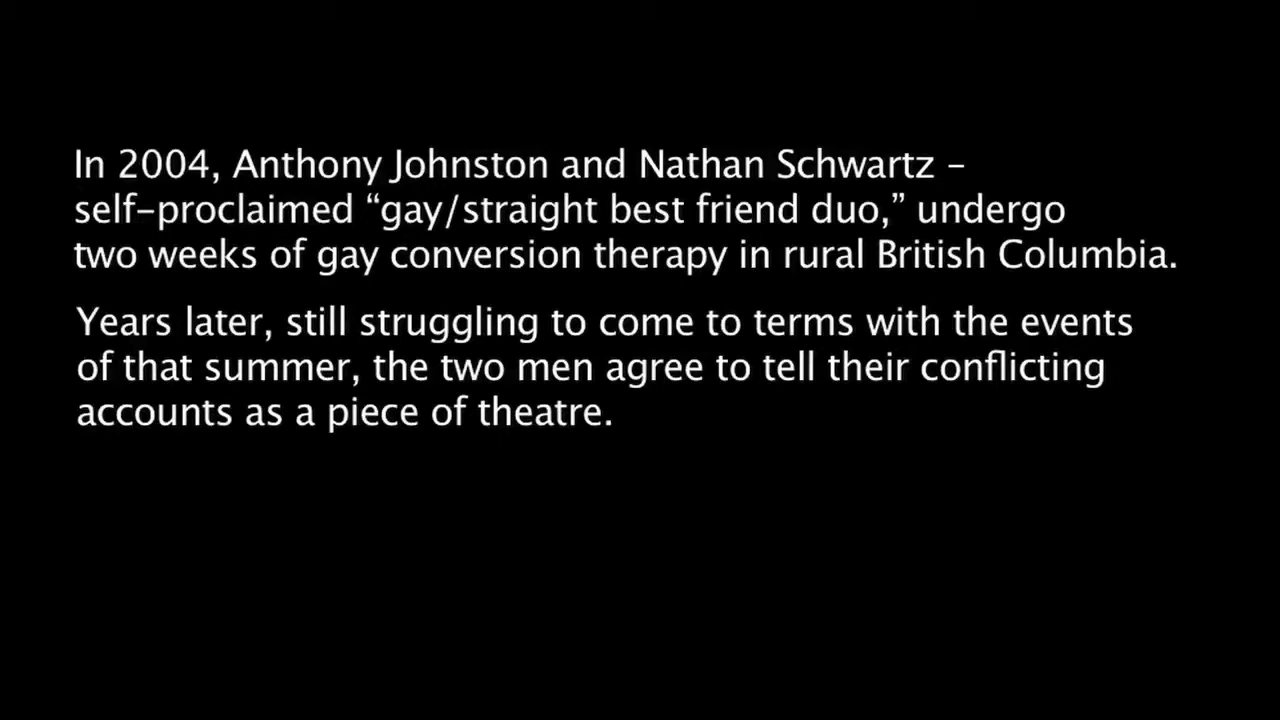 In 2004, Anthony Johnston and Nathan Schwartz –
self-proclaimed “gay/straight best friend duo,” undergo
two weeks of gay conversion therapy in rural British Columbia.
Years later, still struggling to come to terms with the events
of that summer, the two men agree to tell their conflicting
accounts as a piece of theatre.